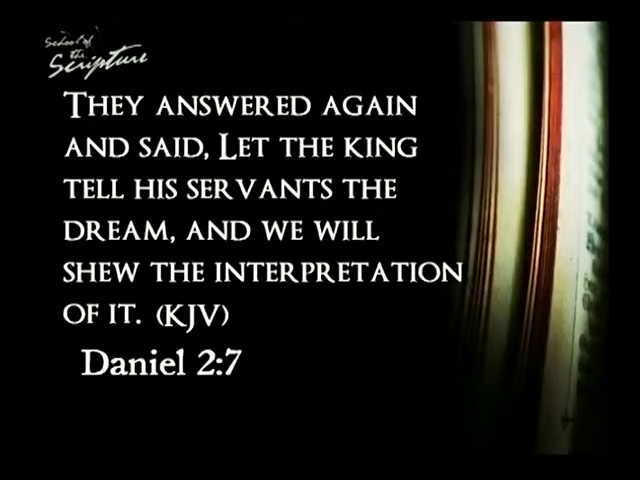 School of
the
Scripture
THEY ANSWERED AGAIN
AND SAID, LET THE KING
TELL HIS SERVANTS THE
DREAM, AND WE WILL
SHEW THE INTERPRETATION
OF IT. (KJV)
Daniel 2:7